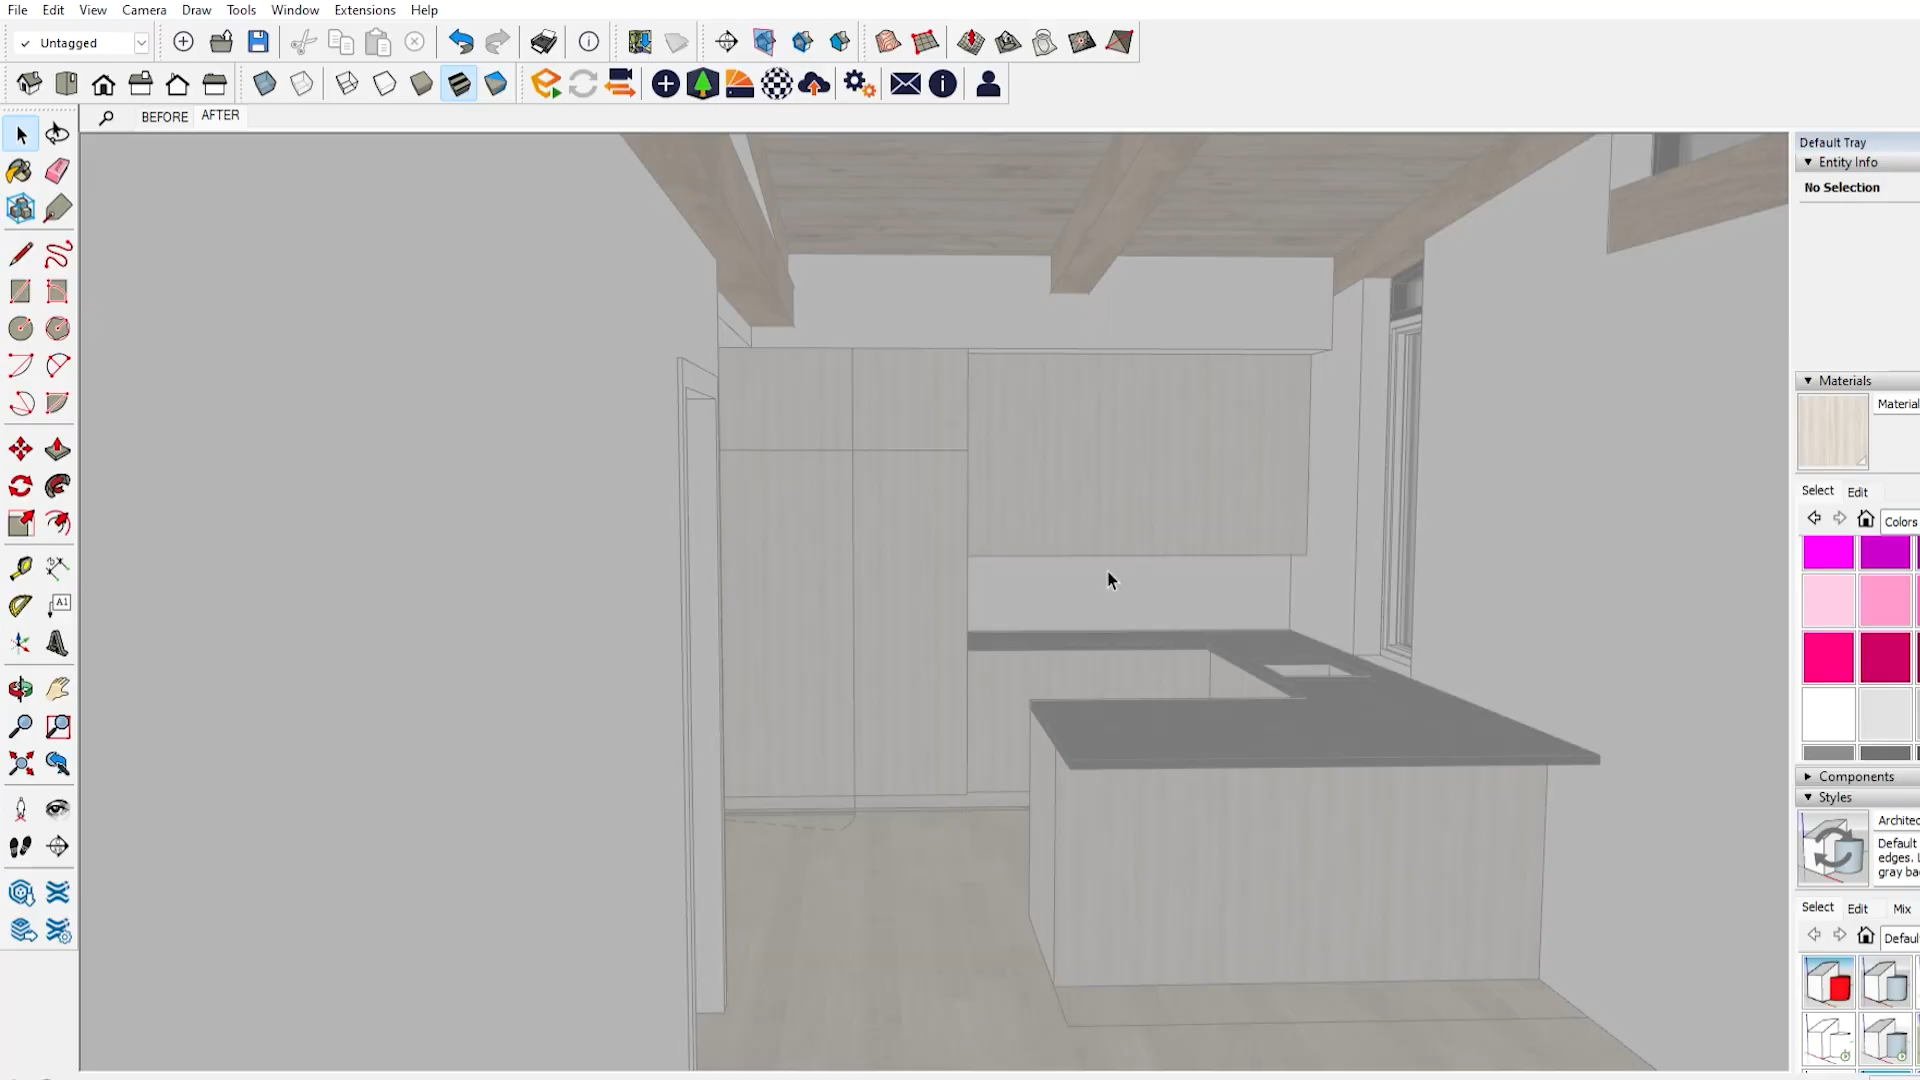 File Edit View Camera Draw Tools Window Extensions Help
Untagged
BEFORE AFTER
Default Tray
Entity Info
No Selection
Materials
Material
Select Edit
Colors
Components
Styles
Architec
Default
edges. L
gray ba
Select Edit Mix
Defaul
A1